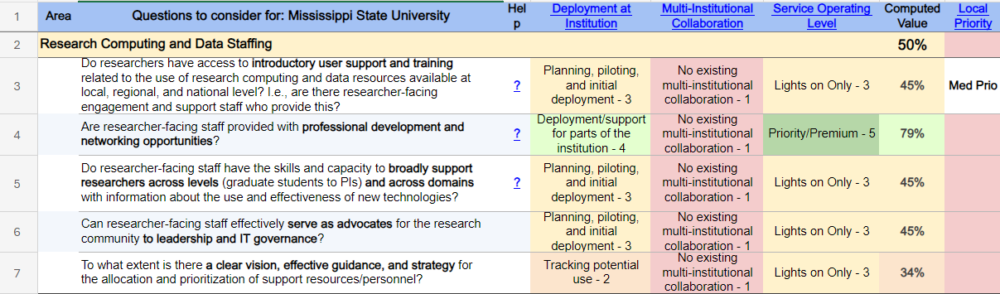 1 Area Questions to consider for: Mississippi State University Hel
p Deployment at
Institution Multi-Institutional
Collaboration Service Operating
Level Computed
Value Local
Priority
2 Research Computing and Data Staffing 50%
3 Do researchers have access to introductory user support and training
related to the use of research computing and data resources available at
local, regional, and national level? I.e., are there researcher-facing
engagement and support staff who provide this?
? Planning, piloting,
and initial
deployment - 3
No existing
multi-institutional
collaboration - 1
Lights on Only - 3 45% Med Prio
4 Are researcher-facing staff provided with professional development and
networking opportunities?
? Deployment/support
for parts of the
institution - 4
No existing
multi-institutional
collaboration - 1
Priority/Premium - 5 79%
5 Do researcher-facing staff have the skills and capacity to broadly support
researchers across levels (graduate students to PIs) and across domains
with information about the use and effectiveness of new technologies?
? Planning, piloting,
and initial
deployment - 3
No existing
multi-institutional
collaboration - 1
Lights on Only - 3 45%
6 Can researcher-facing staff effectively serve as advocates for the research
community to leadership and IT governance?
Planning, piloting,
and initial
deployment - 3
No existing
multi-institutional
collaboration - 1
Lights on Only - 3 45%
7 To what extent is there a clear vision, effective guidance, and strategy for
the allocation and prioritization of support resources/personnel?
Tracking potential
use - 2
No existing
multi-institutional
collaboration - 1
Lights on Only - 3 34%